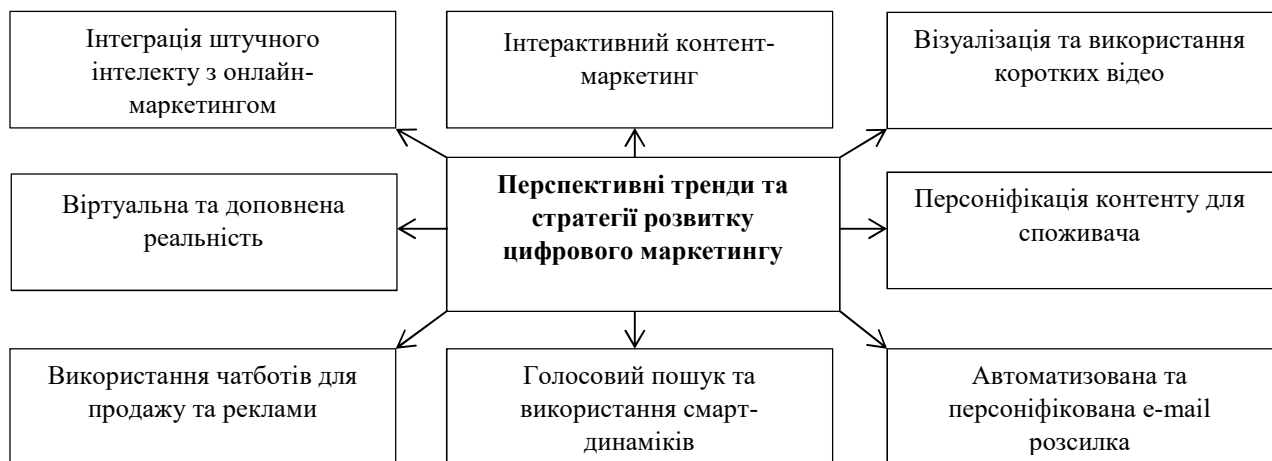 Інтеграція штучного
інтелекту з онлайн-
маркетингом
Інтерактивний контент-
маркетинг
Візуалізація та використання
коротких відео
Віртуальна та доповнена
реальність
Перспективні тренди та
стратегії розвитку
цифрового маркетингу
Персоніфікація контенту для
споживача
Використання чатботів для
продажу та реклами
Голосовий пошук та
використання смарт-
динаміків
Автоматизована та
персоніфікована e-mail
розсилка